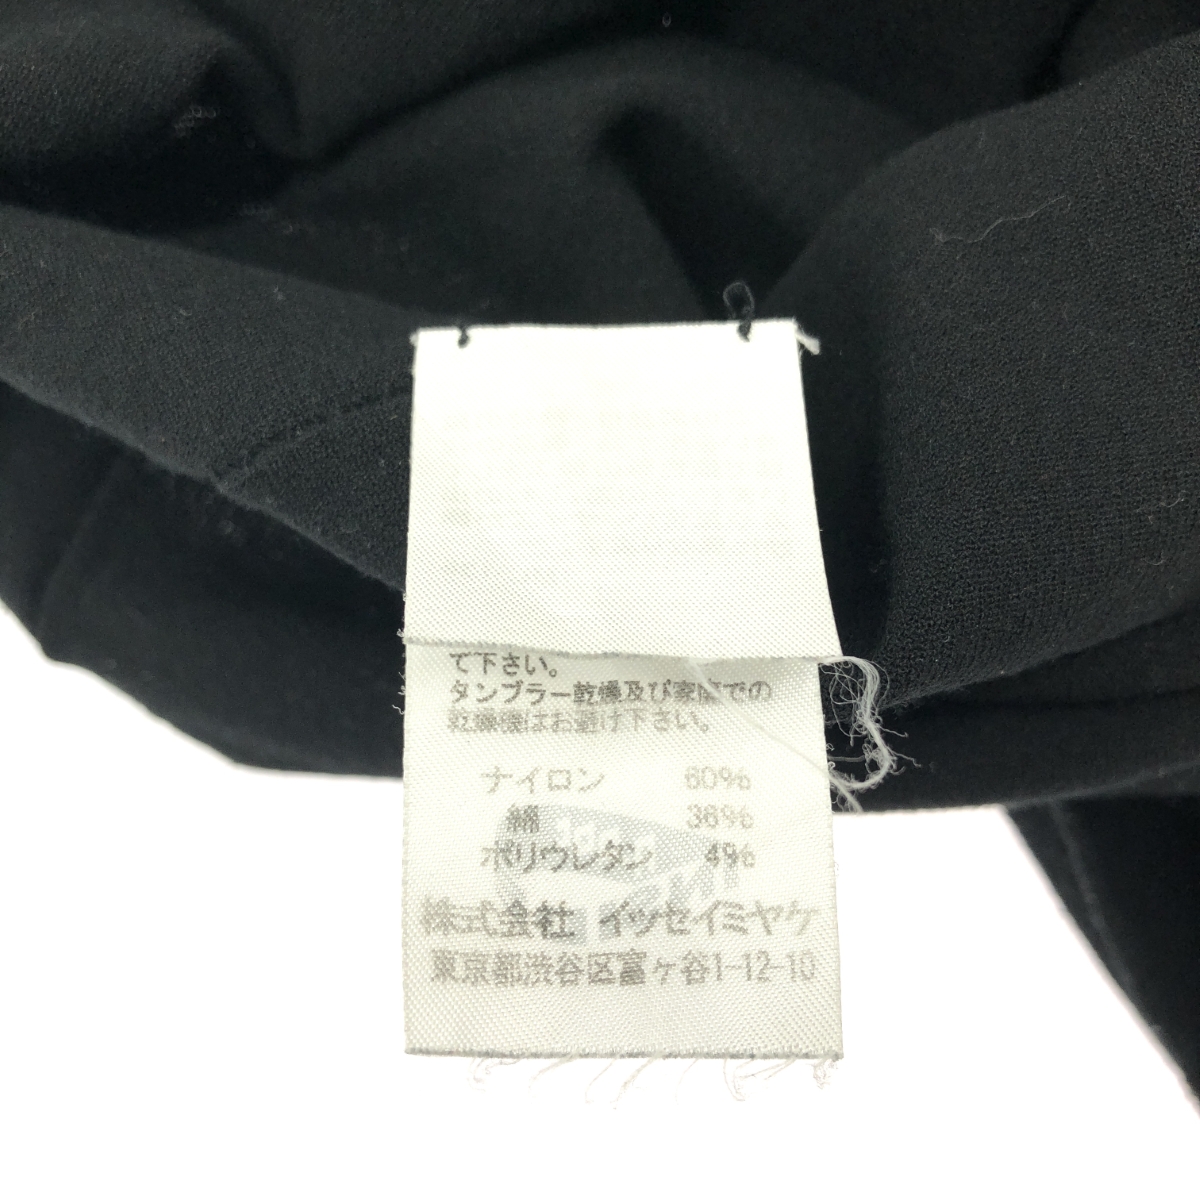 て下さい。
タンブラー乾燥及び家庭での
乾燥機はお避け下さい。
ナイロン 60%
綿 36%
ポリウレタン 4%
株式会社 イッセイミヤケ
東京都渋谷区富ヶ谷1-12-10